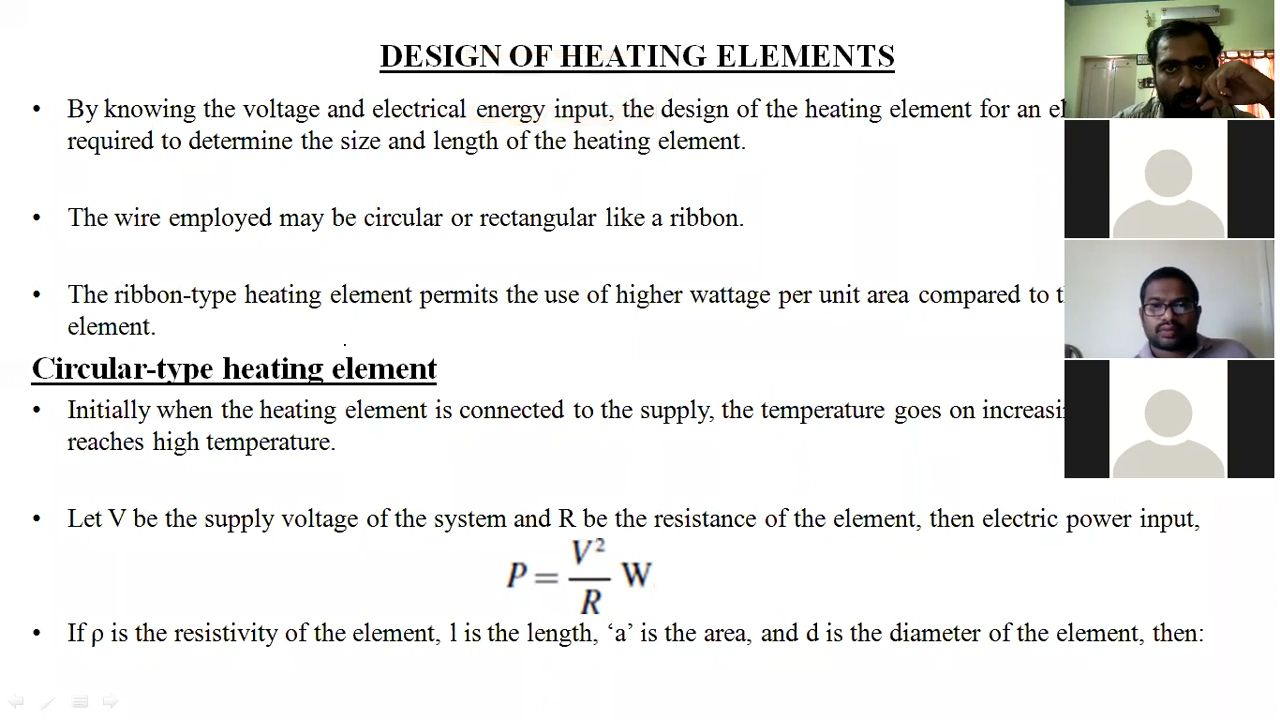 DESIGN OF HEATING ELEMENTS
• By knowing the voltage and electrical energy input, the design of the heating element for an
required to determine the size and length of the heating element.
• The wire employed may be circular or rectangular like a ribbon.
• The ribbon-type heating element permits the use of higher wattage per unit area compared to
element.
Circular-type heating element
• Initially when the heating element is connected to the supply, the temperature goes on
reaches high temperature.
• Let V be the supply voltage of the system and R be the resistance of the element, then electric power input,
P = V²/R W
• If ρ is the resistivity of the element, l is the length, ‘a’ is the area, and d is the diameter of the element, then: